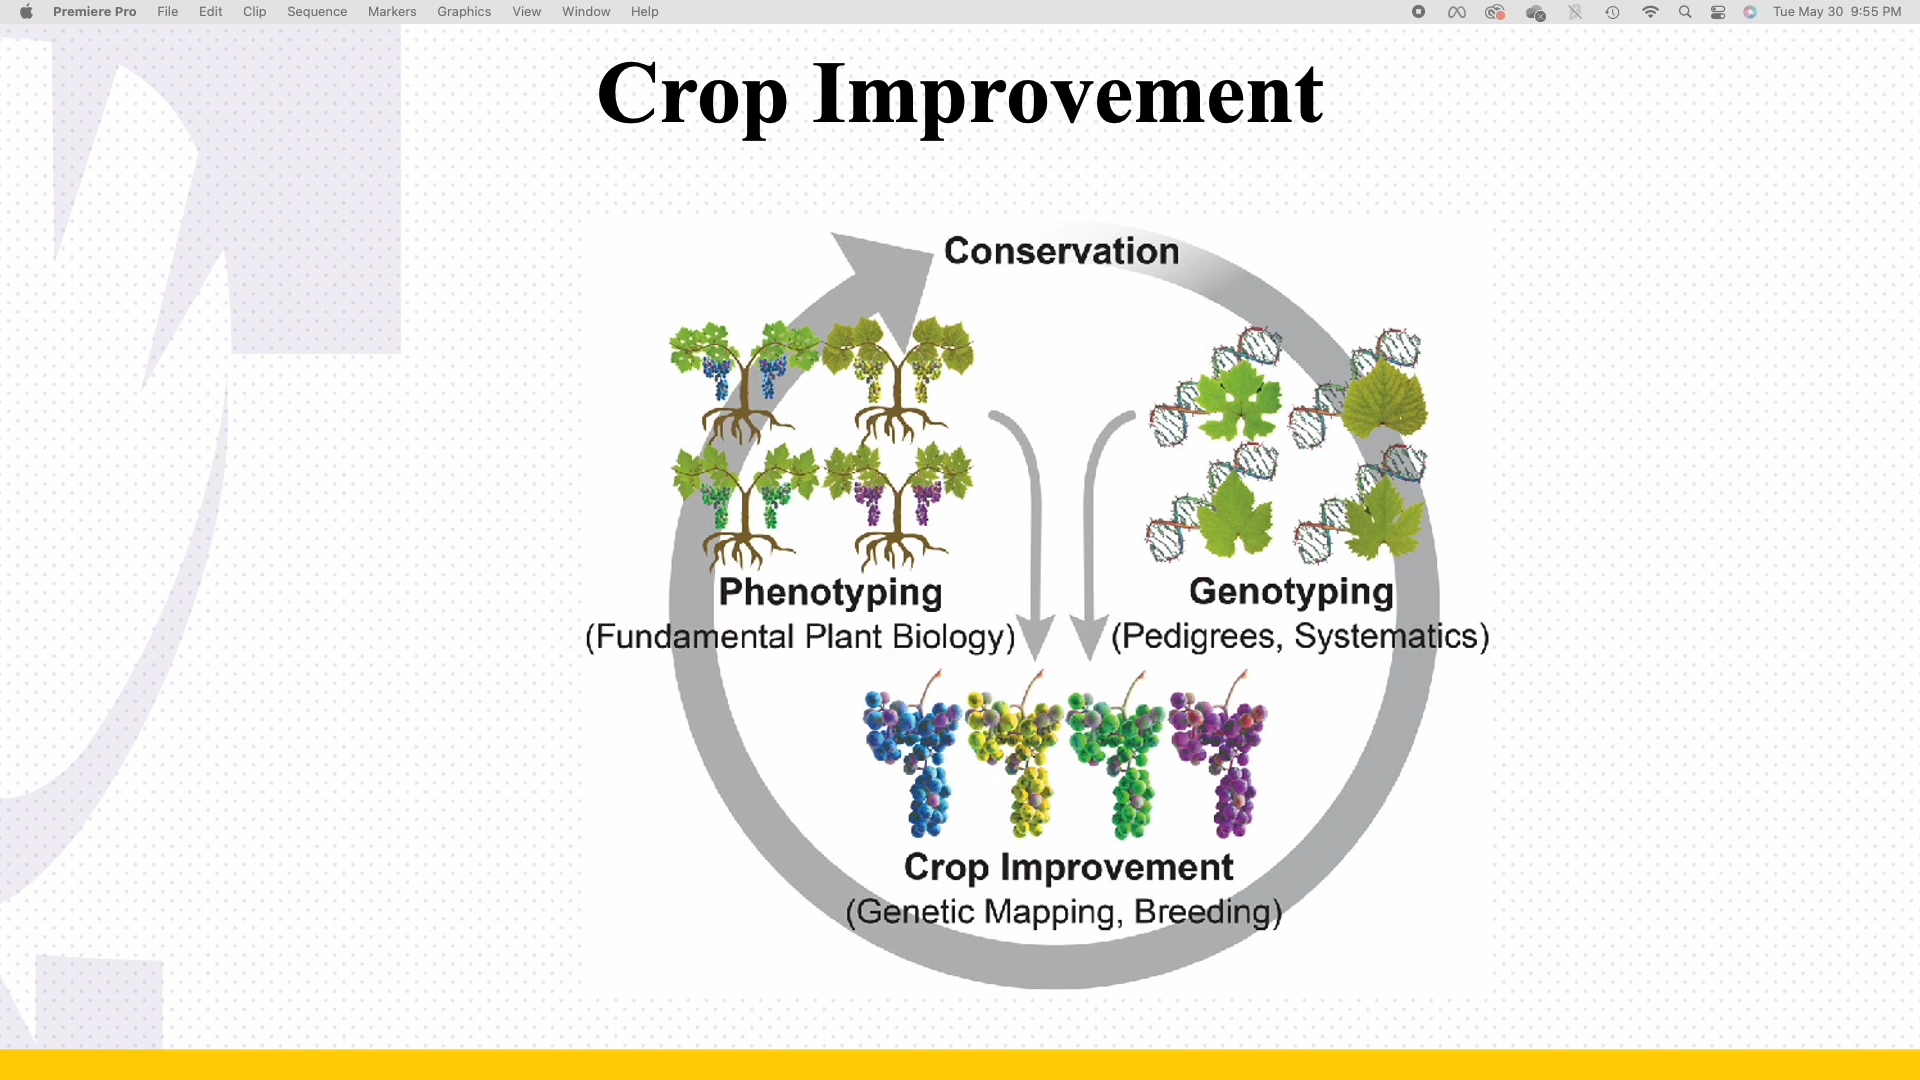 Premiere Pro File Edit Clip Sequence Markers Graphics View Window Help Tue May 30 9:55 PM
Crop Improvement
Conservation
Phenotyping
(Fundamental Plant Biology)
Genotyping
(Pedigrees, Systematics)
Crop Improvement
(Genetic Mapping, Breeding)